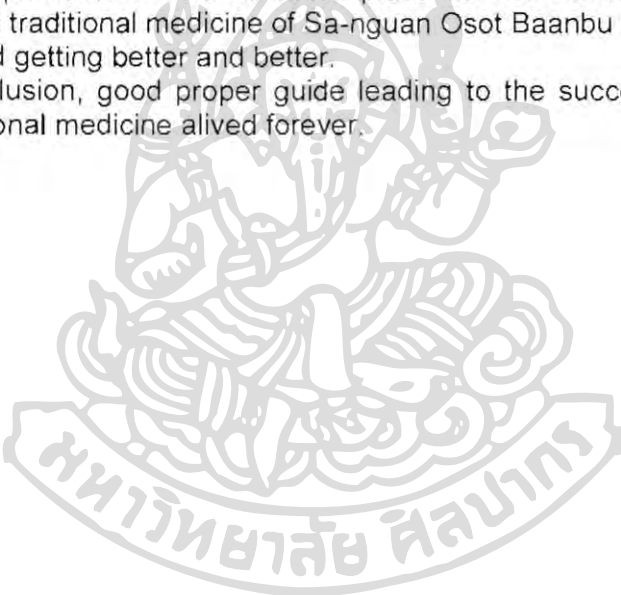 traditional medicine of Sa-nguan Osot Baanbu
getting better and better.
lusion, good proper guide leading to the succe
onal medicine alived forever.
มหาวิทยาลัย ศิลปากร